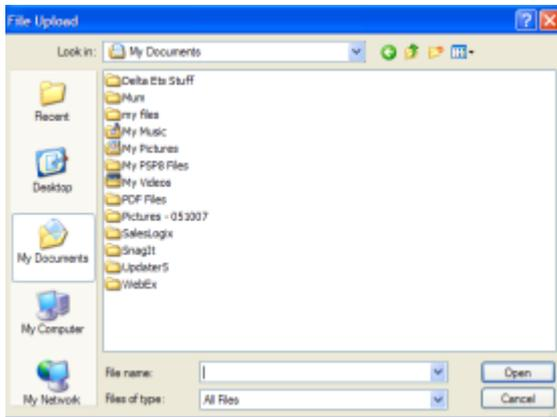 File Upload
Look in: My Documents
Delta Eta Stuff
Mum
my files
My Music
My Pictures
My PSP8 Files
My Videos
PDF Files
Pictures - 051007
SalesLogix
SnagIt
Updater5
WebEx
Recent
Desktop
My Documents
My Computer
My Network
File name:
Open
Files of type: All Files
Cancel